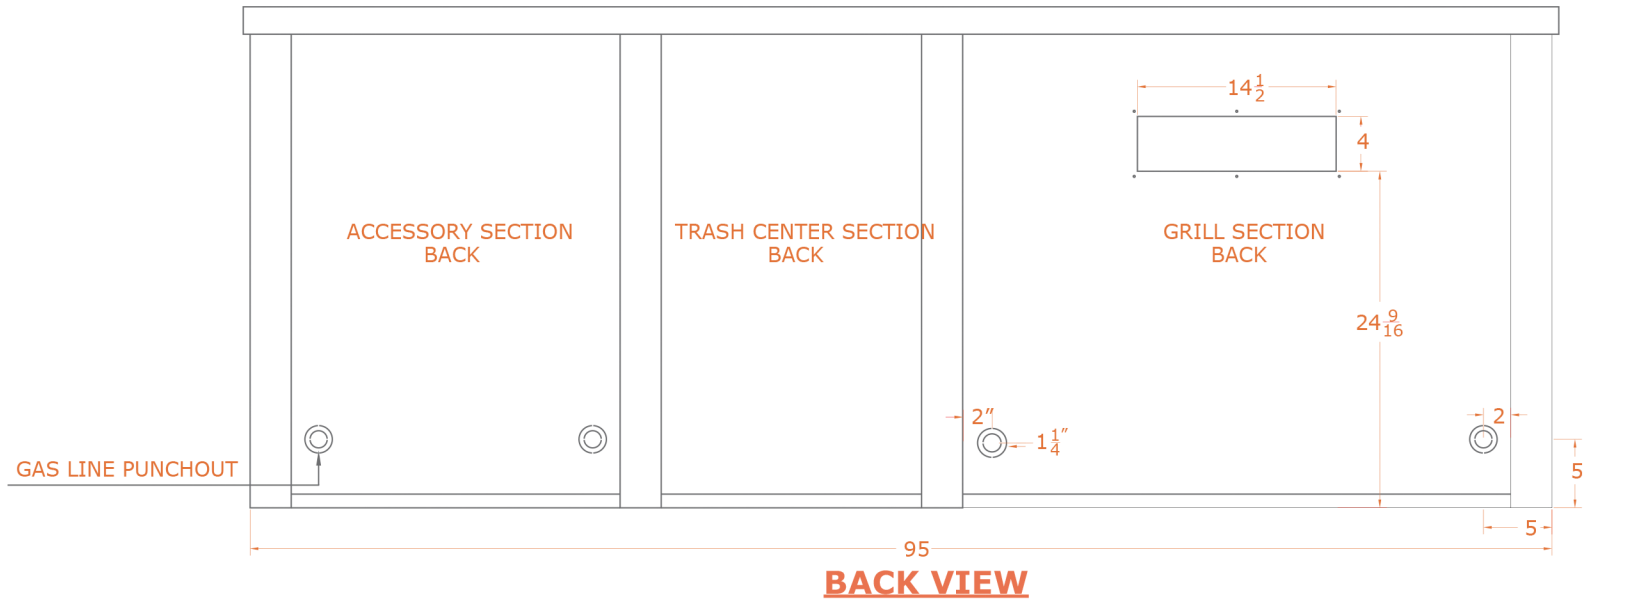 14 1/2
4
ACCESSORY SECTION
BACK
TRASH CENTER SECTION
BACK
GRILL SECTION
BACK
24 9/16
2″
2
1 1/4″
GAS LINE PUNCHOUT
5
5
95
BACK VIEW